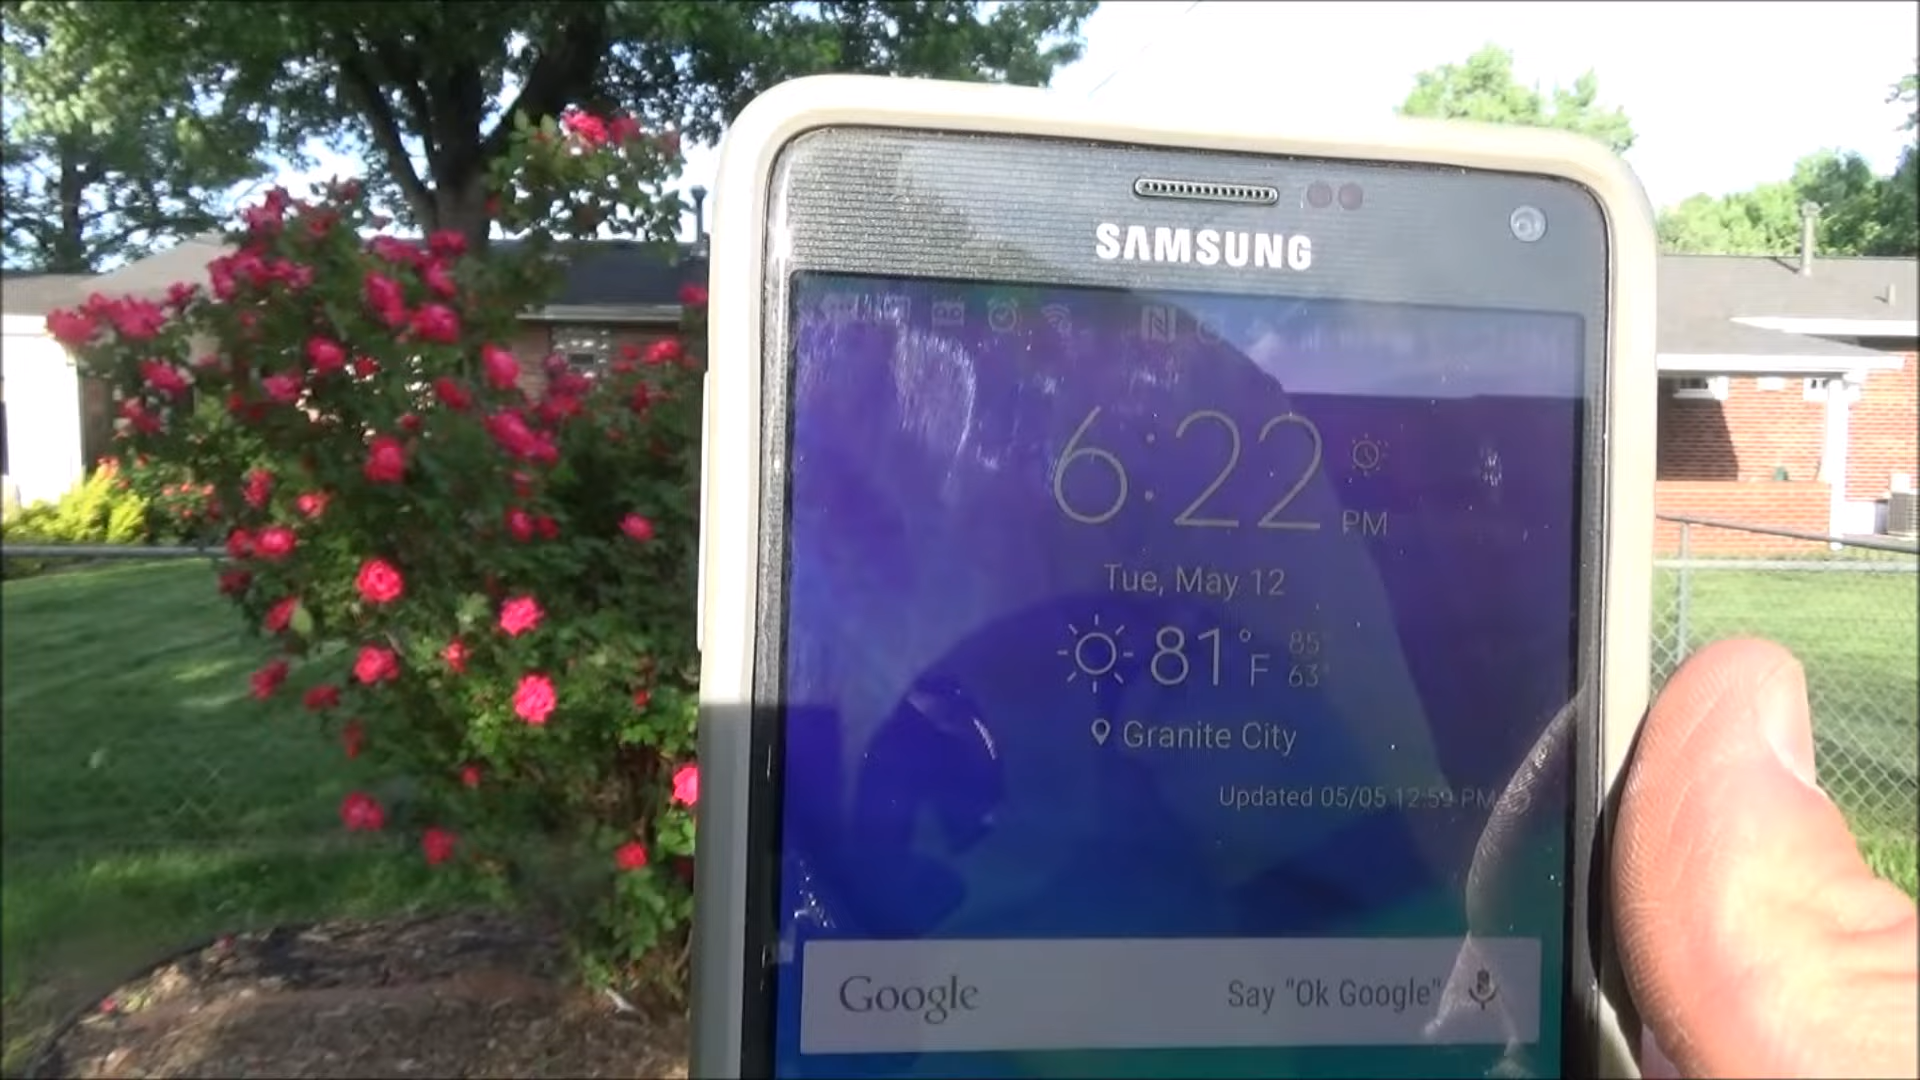 SAMSUNG
6:22 PM
Tue, May 12
81°F 85°
63°
Granite City
Updated 05/05 12:59 PM
Google Say "Ok Google"